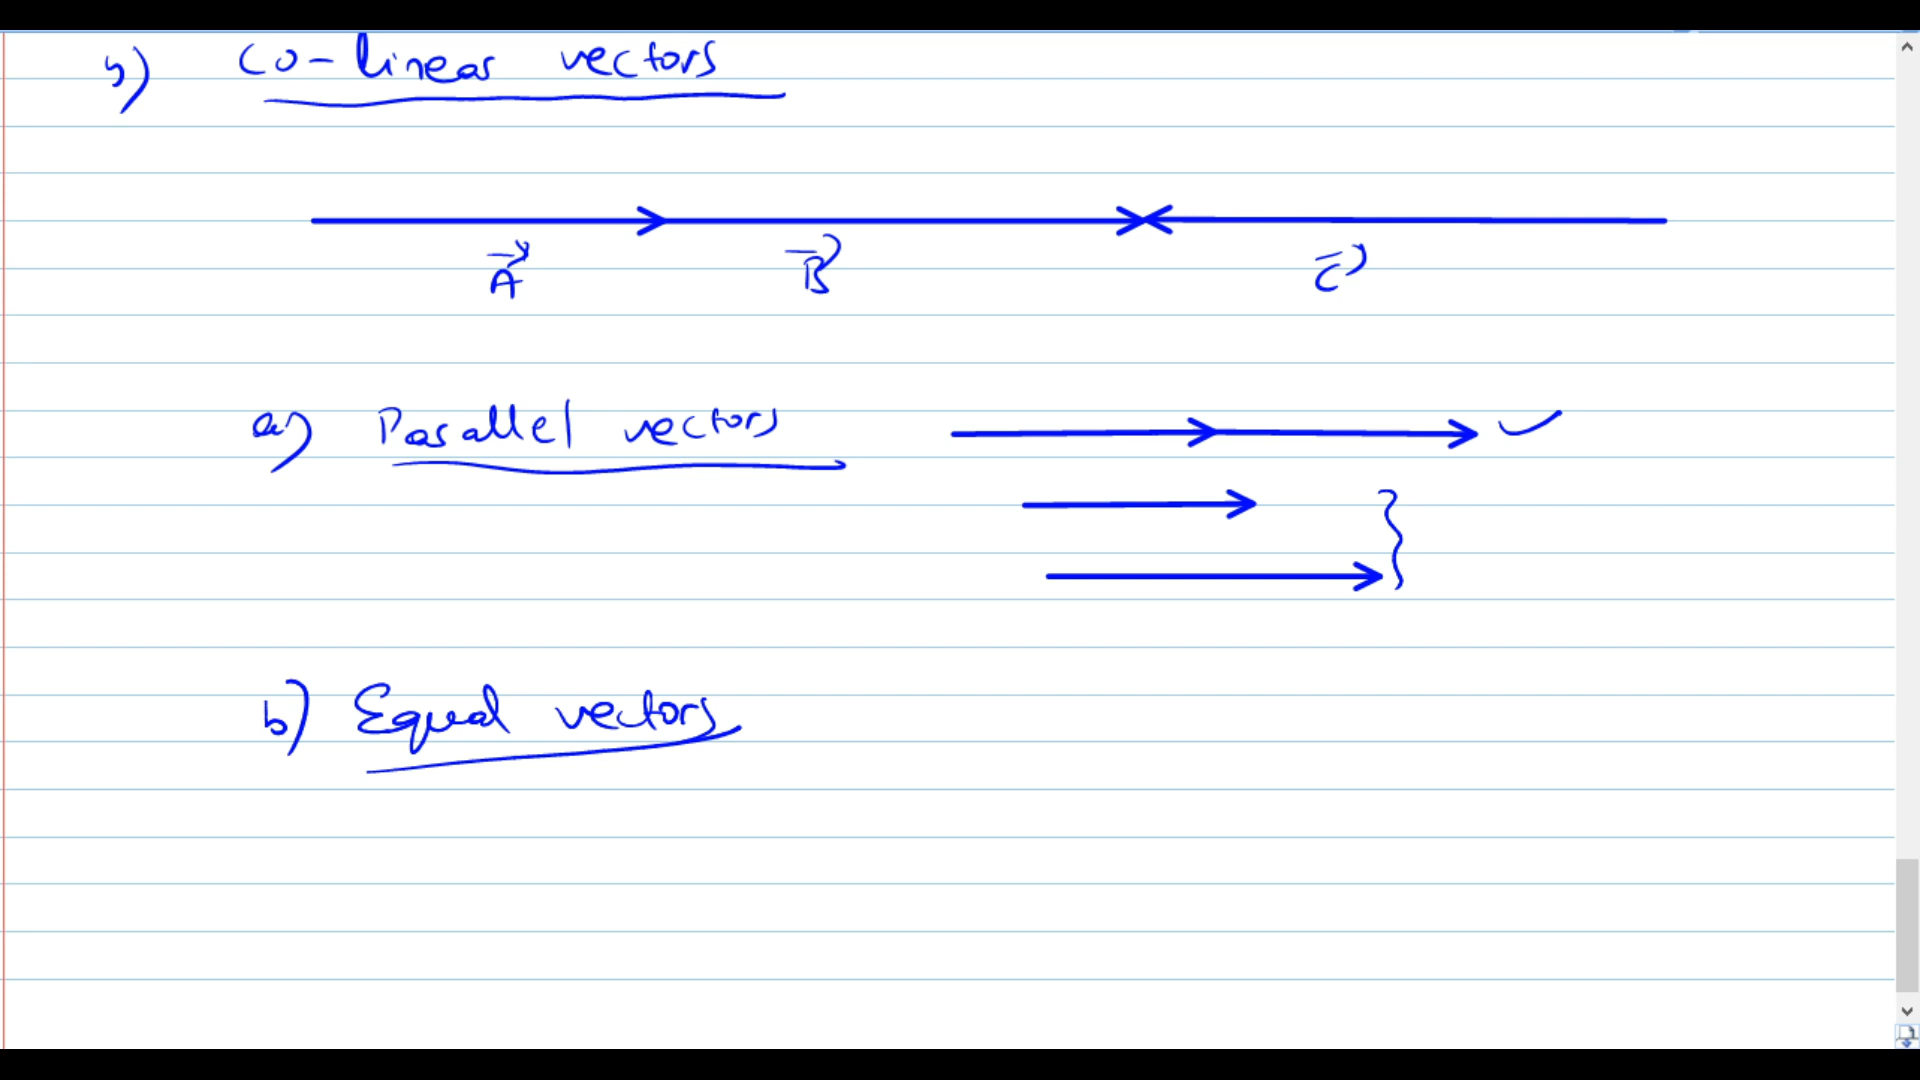 5) Co-linear vectors
A B C
a) Parallel vectors
b) Equal vectors